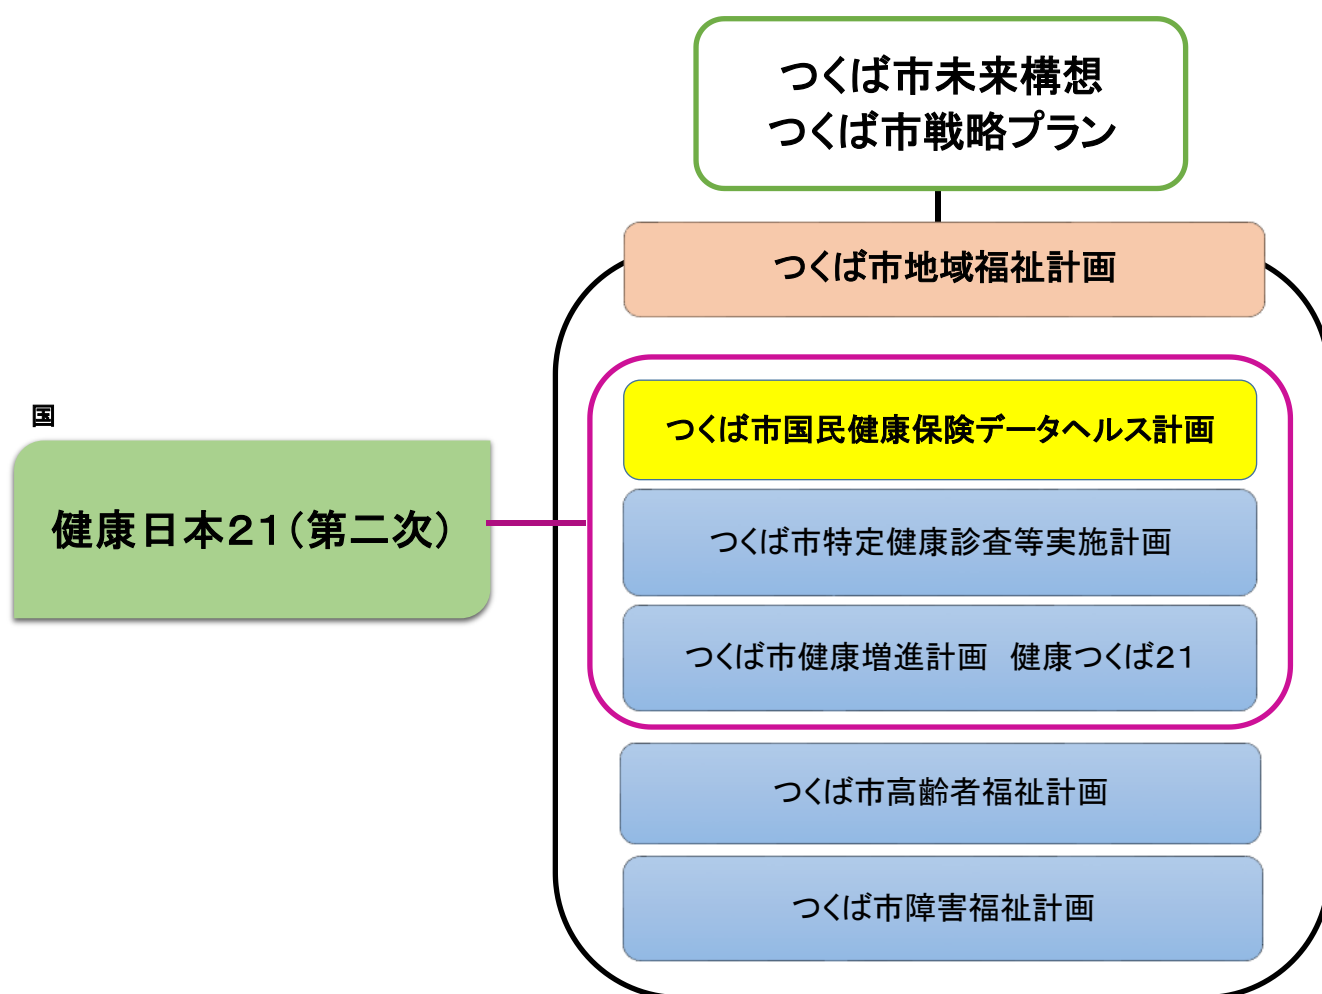 つくば市未来構想
つくば市戦略プラン
つくば市地域福祉計画
国
健康日本21(第二次)
つくば市国民健康保険データヘルス計画
つくば市特定健康診査等実施計画
つくば市健康増進計画　健康つくば21
つくば市高齢者福祉計画
つくば市障害福祉計画